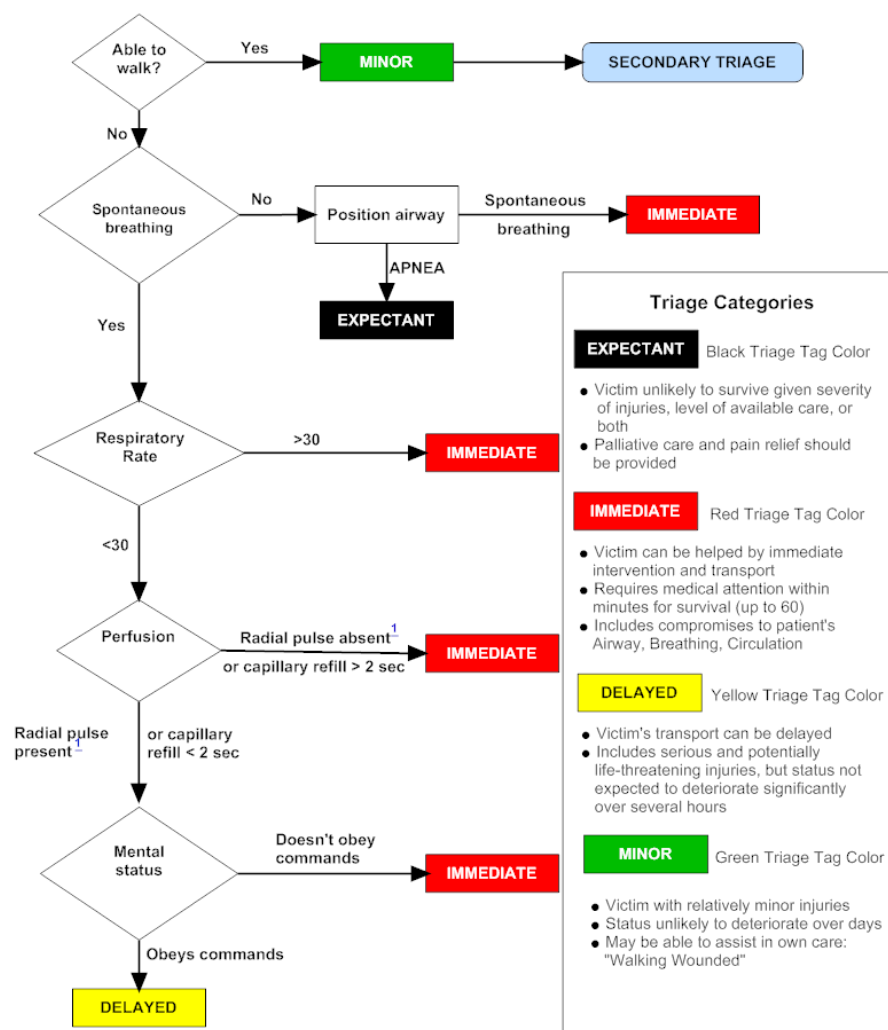 Able to
walk?
Yes
MINOR
SECONDARY TRIAGE
No
Spontaneous
breathing
No
Position airway
Spontaneous
breathing
IMMEDIATE
APNEA
EXPECTANT
Yes
Respiratory
Rate
>30
IMMEDIATE
<30
Perfusion
Radial pulse absent 1
or capillary refill > 2 sec
IMMEDIATE
Radial pulse
present 1
or capillary
refill < 2 sec
Mental
status
Doesn't obey
commands
IMMEDIATE
Obeys commands
DELAYED
Triage Categories
EXPECTANT Black Triage Tag Color
● Victim unlikely to survive given severity
of injuries, level of available care, or
both
● Palliative care and pain relief should
be provided
IMMEDIATE Red Triage Tag Color
● Victim can be helped by immediate
intervention and transport
● Requires medical attention within
minutes for survival (up to 60)
● Includes compromises to patient's
Airway, Breathing, Circulation
DELAYED Yellow Triage Tag Color
● Victim's transport can be delayed
● Includes serious and potentially
life-threatening injuries, but status not
expected to deteriorate significantly
over several hours
MINOR Green Triage Tag Color
● Victim with relatively minor injuries
● Status unlikely to deteriorate over days
● May be able to assist in own care:
"Walking Wounded"